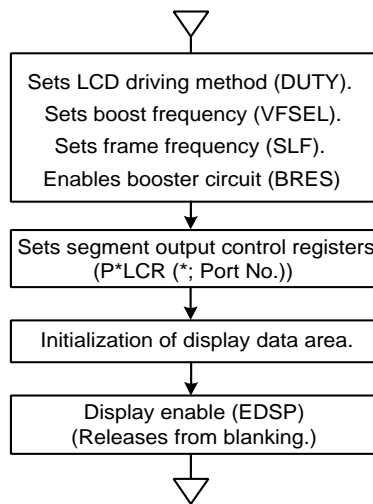 Sets LCD driving method (DUTY).
Sets boost frequency (VFSEL).
Sets frame frequency (SLF).
Enables booster circuit (BRES)
Sets segment output control registers
(P*LCR (*; Port No.))
Initialization of display data area.
Display enable (EDSP)
(Releases from blanking.)